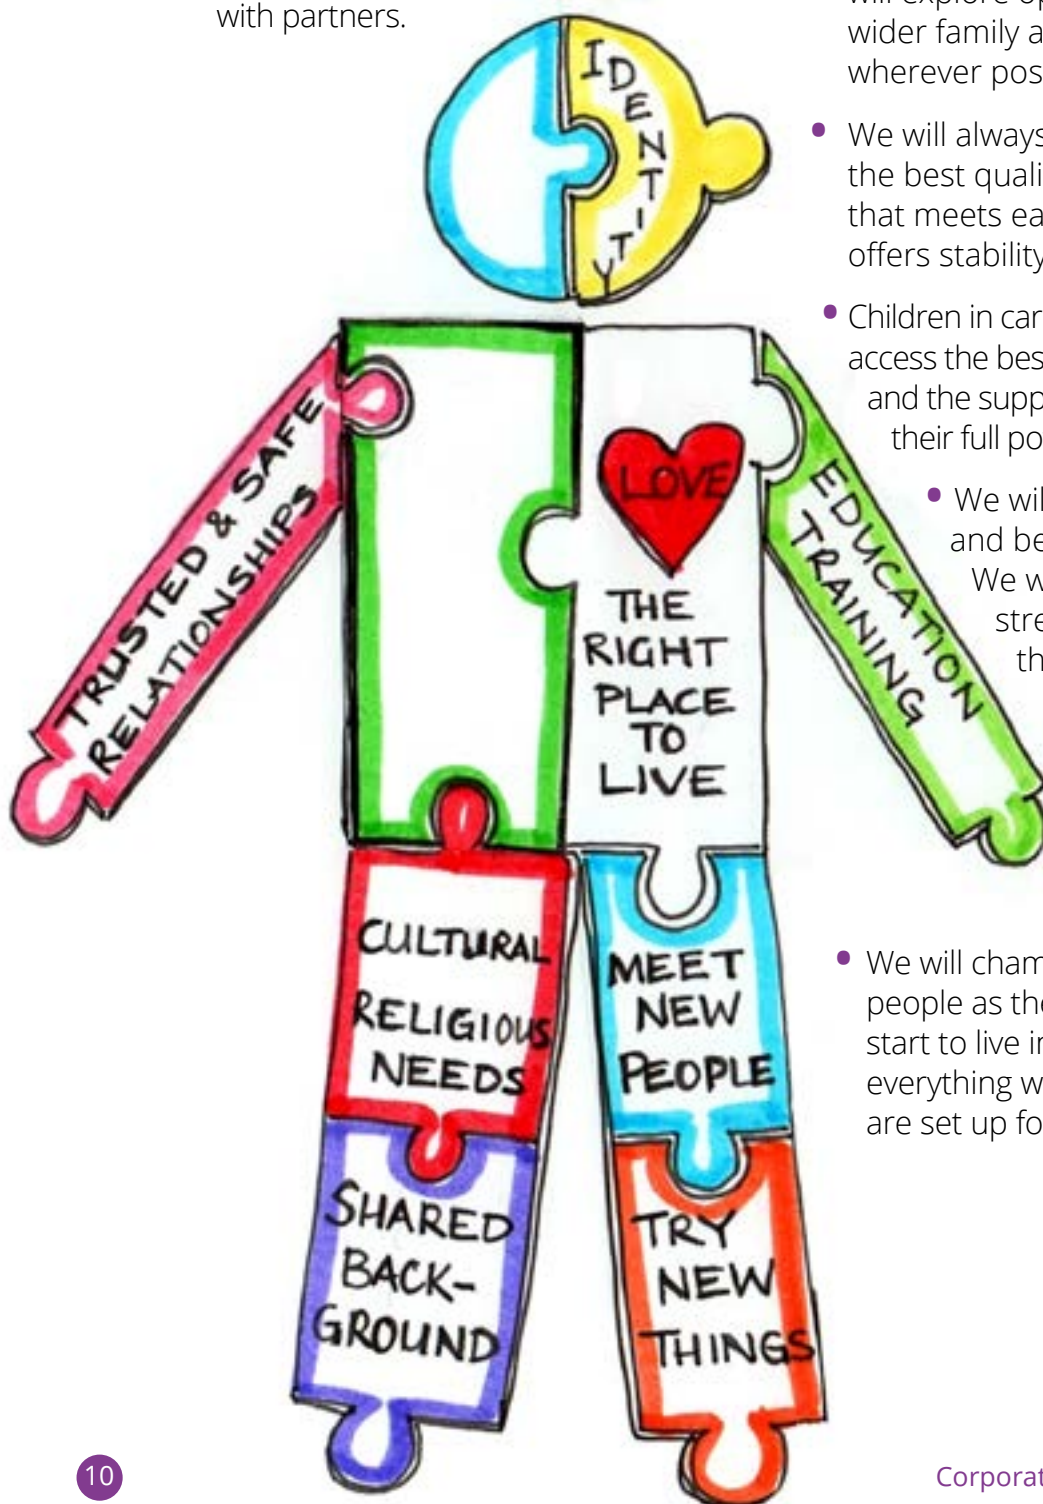 with partners.
wider family a
wherever pos
• We will always
the best quali
that meets ea
offers stability
• Children in car
access the bes
and the supp
their full po
• We wil
and be
We w
stre
th
• We will cham
people as the
start to live in
everything w
are set up fo
IDENTITY
TRUSTED & SAFE
RELATIONSHIPS
LOVE
THE
RIGHT
PLACE
TO
LIVE
EDUCATION
TRAINING
CULTURAL
RELIGIOUS
NEEDS
MEET
NEW
PEOPLE
SHARED
BACK-
GROUND
TRY
NEW
THINGS
10
Corporat